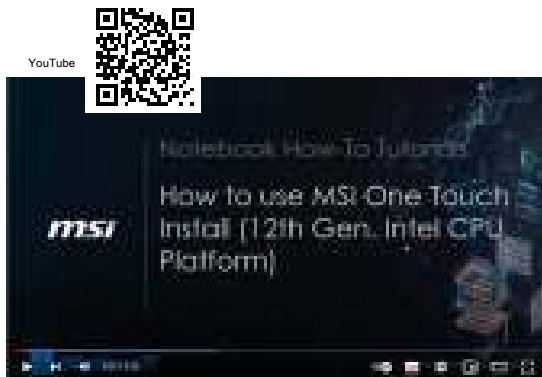 YouTube
Notebook How-To Tutorials
msi
How to use MSI One Touch
Install (12th Gen. Intel CPU
Platform)